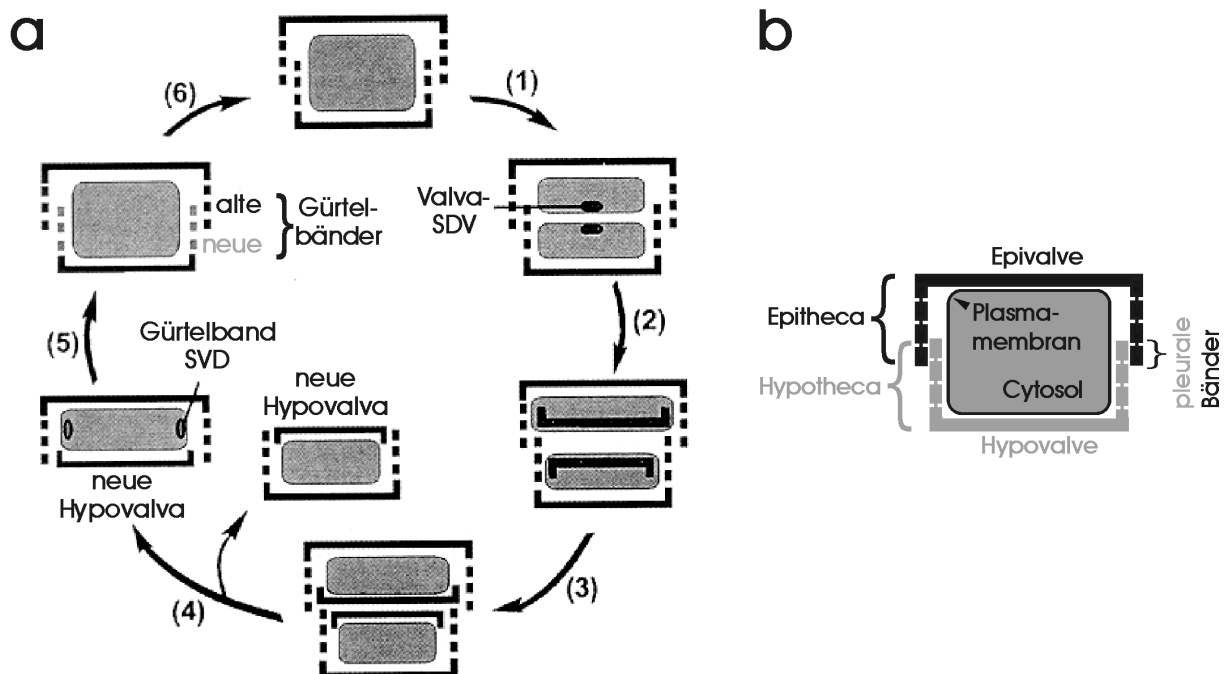 a
(1)
(6)
Valva-
SDV
alte
neue
Gürtel-
bänder
(2)
(5)
Gürtelband
SVD
neue
Hypovalva
neue
Hypovalva
(3)
(4)
b
Epivalve
Epitheca
Plasma-
membran
Hypotheca
Cytosol
pleurale
Bänder
Hypovalve